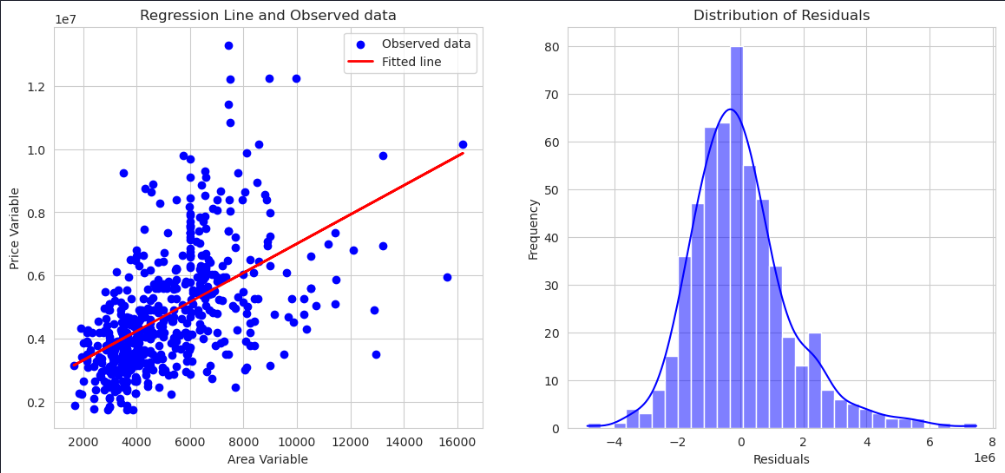 Regression Line and Observed data
1e7
Observed data
Fitted line
1.2
1.0
0.8
0.6
0.4
0.2
Price Variable
2000 4000 6000 8000 10000 12000 14000 16000
Area Variable
Distribution of Residuals
80
70
60
50
40
30
20
10
0
Frequency
−4 −2 0 2 4 6 8
1e6
Residuals